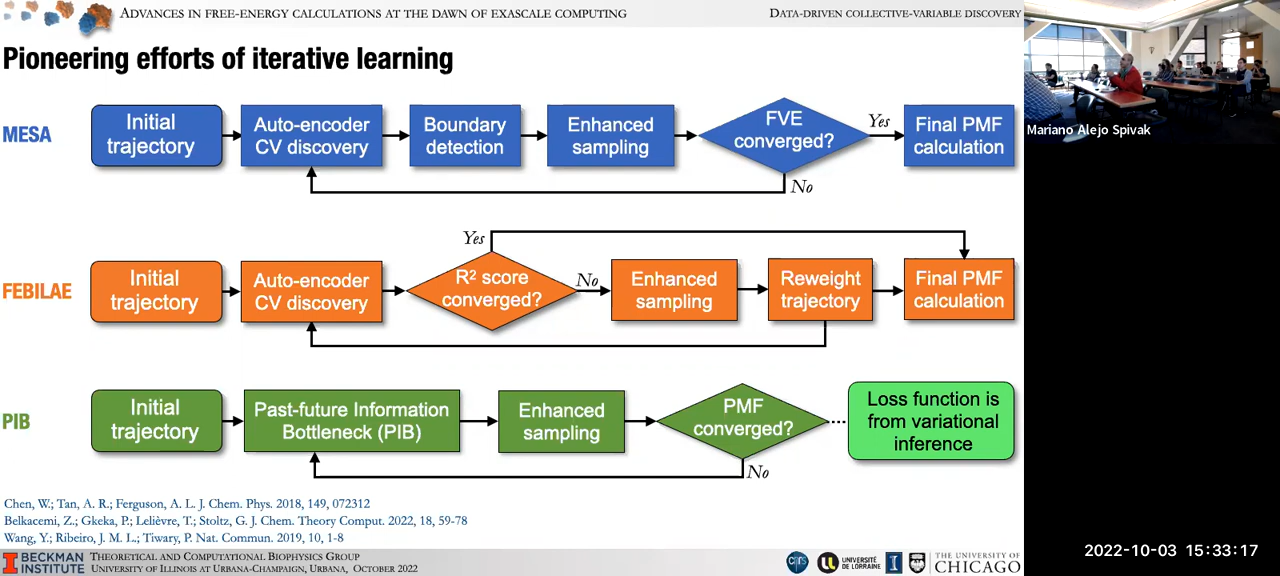 ADVANCES IN FREE-ENERGY CALCULATIONS AT THE DAWN OF EXASCALE COMPUTING
DATA-DRIVEN COLLECTIVE-VARIABLE DISCOVERY
Pioneering efforts of iterative learning
MESA
Initial
trajectory
Auto-encoder
CV discovery
Boundary
detection
Enhanced
sampling
FVE
converged?
Yes
No
Final PMF
calculation
FEBILAE
Initial
trajectory
Auto-encoder
CV discovery
R² score
converged?
Yes
No
Enhanced
sampling
Reweight
trajectory
Final PMF
calculation
PIB
Initial
trajectory
Past-future Information
Bottleneck (PIB)
Enhanced
sampling
PMF
converged?
No
Loss function is
from variational
inference
Chen, W.; Tan, A. R.; Ferguson, A. L. J. Chem. Phys. 2018, 149, 072312
Belkacemi, Z.; Gkeka, P.; Lelièvre, T.; Stoltz, G. J. Chem. Theory Comput. 2022, 18, 59-78
Wang, Y.; Ribeiro, J. M. L.; Tiwary, P. Nat. Commun. 2019, 10, 1-8
I BECKMAN
INSTITUTE
THEORETICAL AND COMPUTATIONAL BIOPHYSICS GROUP
UNIVERSITY OF ILLINOIS AT URBANA-CHAMPAIGN, URBANA, OCTOBER 2022
cnrs
UNIVERSITÉ
DE LORRAINE
I
THE UNIVERSITY OF
CHICAGO
Mariano Alejo Spivak
2022-10-03 15:33:17